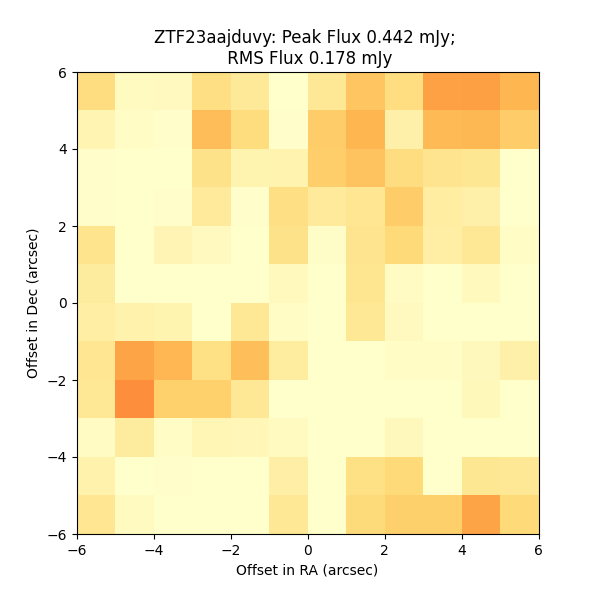 ZTF23aajduvy: Peak Flux 0.442 mJy;
RMS Flux 0.178 mJy
6
4
2
0
−2
−4
−6
Offset in Dec (arcsec)
−6 −4 −2 0 2 4 6
Offset in RA (arcsec)